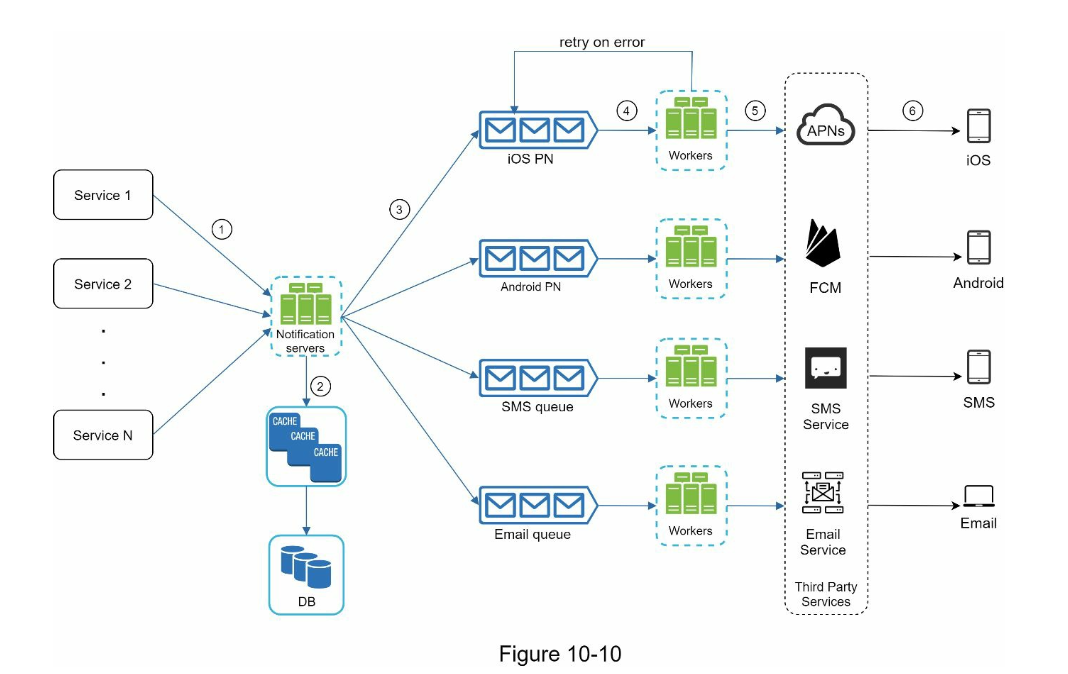 retry on error
iOS PN
4
Workers
5
APNs
6
iOS
Service 1
1
3
Service 2
Android PN
Workers
FCM
Android
Notification
servers
2
SMS queue
Workers
SMS
Service
SMS
Service N
CACHE
CACHE
CACHE
Email queue
Workers
Email
Service
Email
DB
Third Party
Services
Figure 10-10